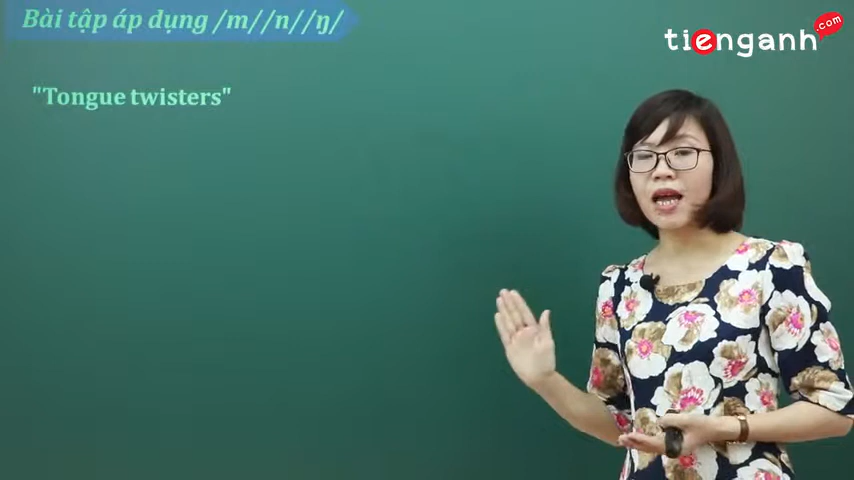 Bài tập áp dụng /m//n//ŋ/
tienganh.com
"Tongue twisters"